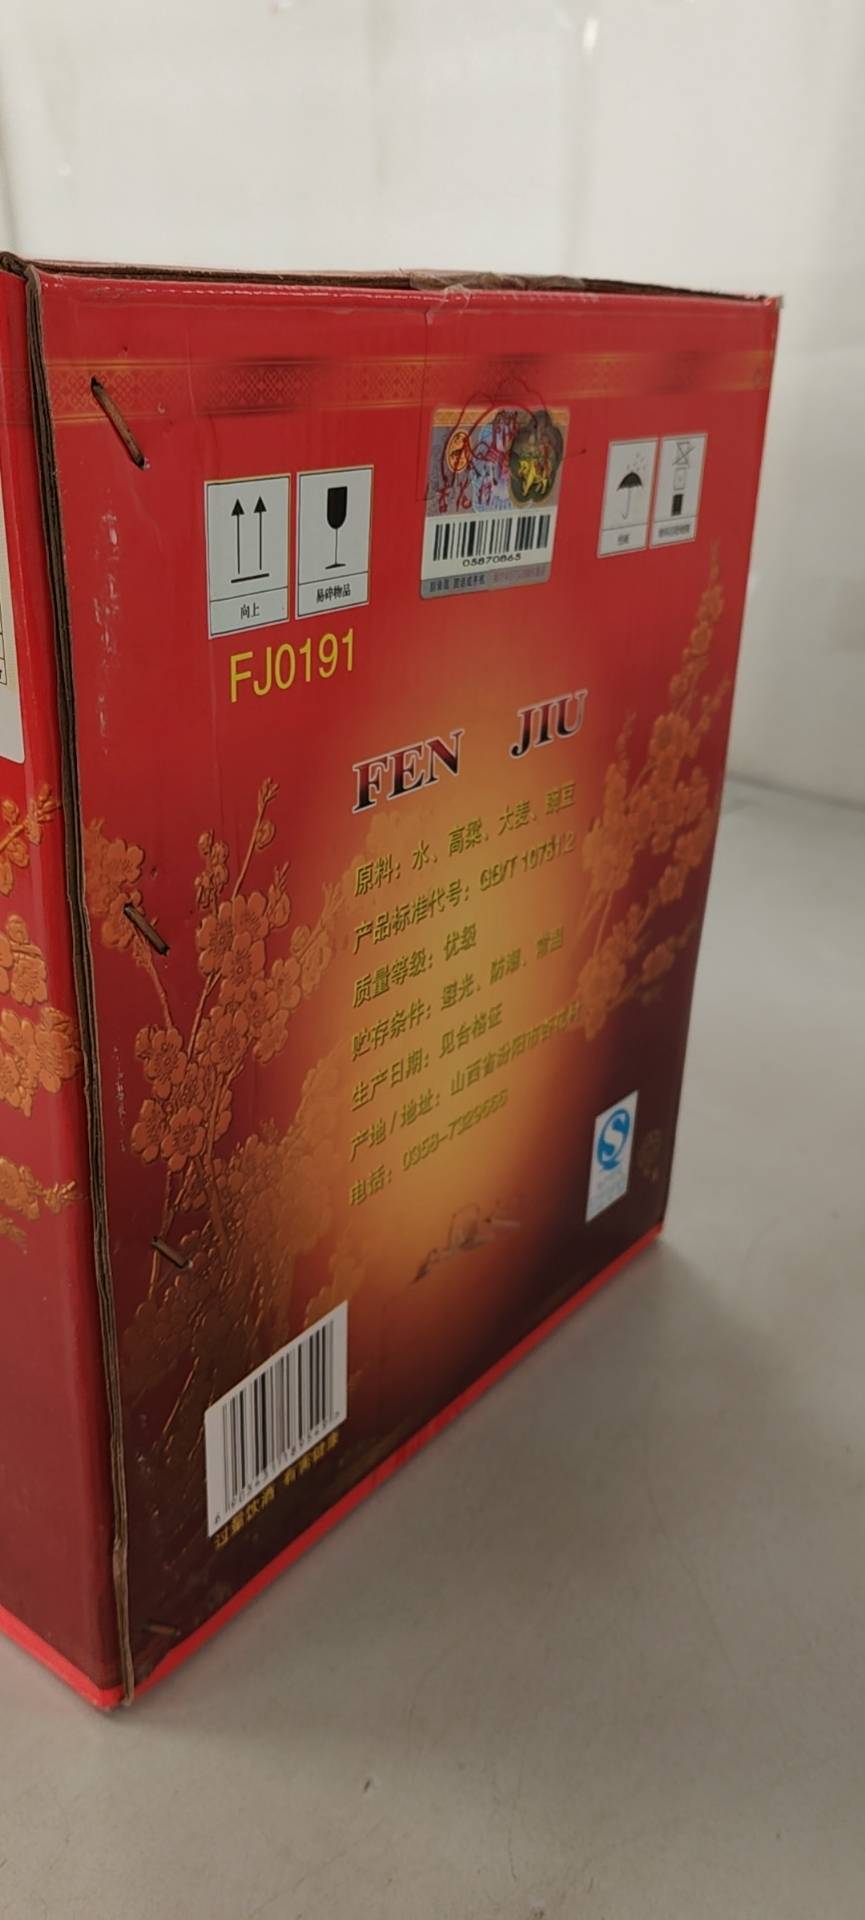 杏花村
05870865
向上
易碎物品
FJ0191
FEN JIU
原料：水、高粱、大麦、豌豆
产品标准代号：GB/T 10781.2
质量等级：优级
贮存条件：避光、防潮、常温
生产日期：见合格证
产地/地址：山西省汾阳市杏花村
电话：0358-7329666
过量饮酒 有害健康